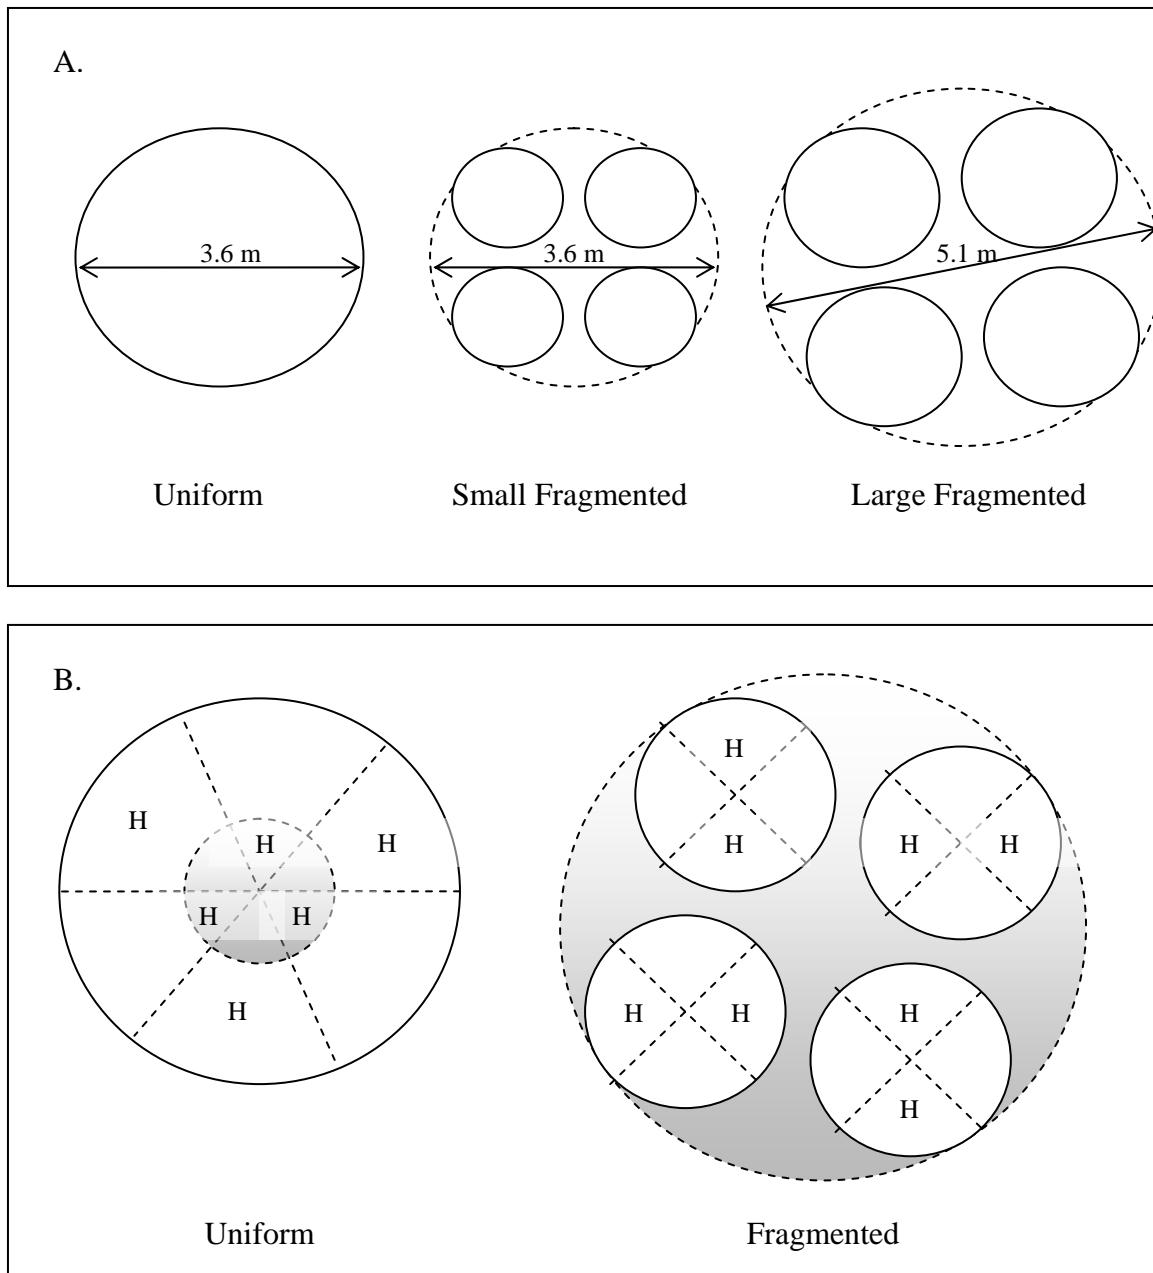 A.
3.6 m
3.6 m
5.1 m
Uniform
Small Fragmented
Large Fragmented
B.
H
H
H
H
H
H
H
H
H
H
H
H
H
H
Uniform
Fragmented